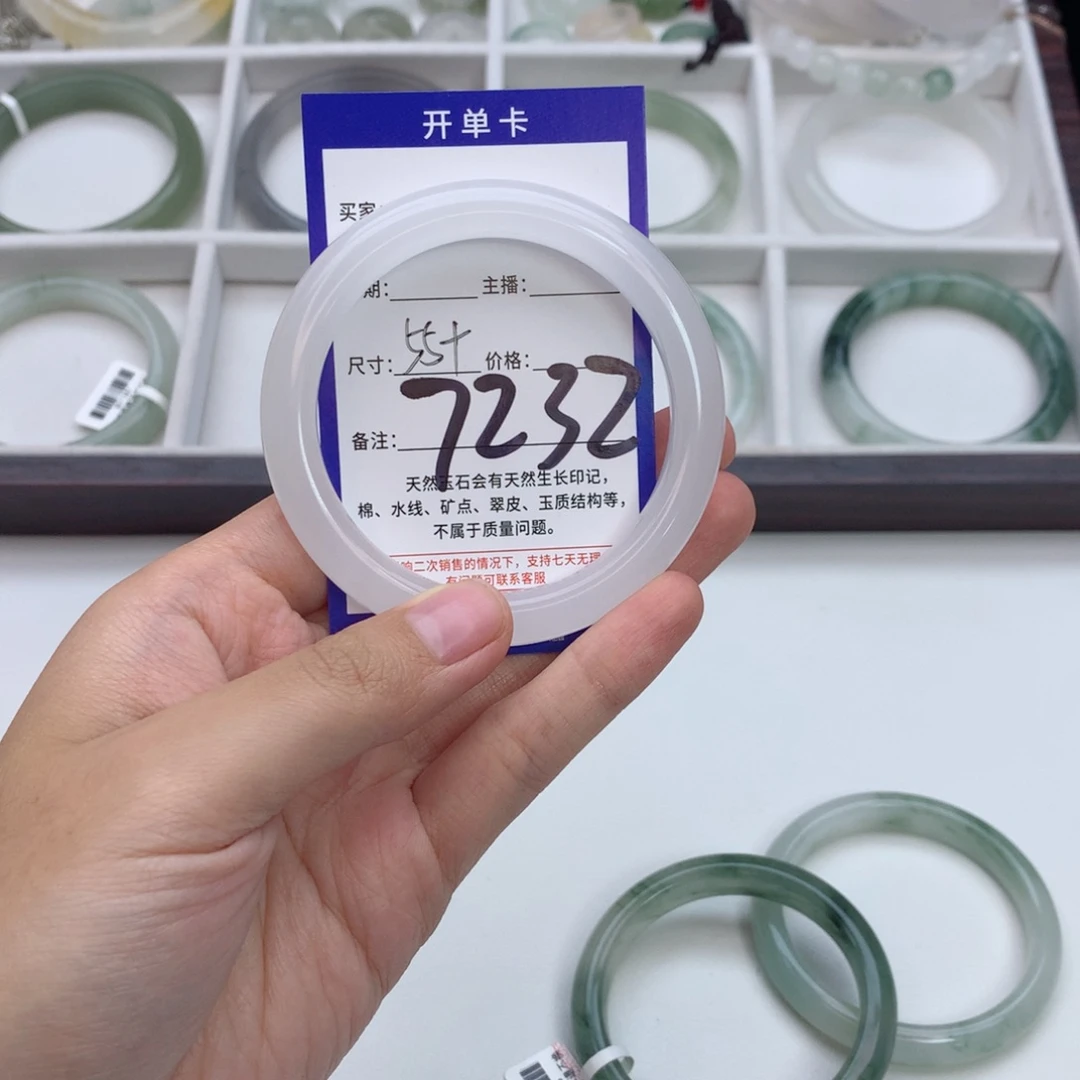 开单卡
买家
期：________ 主播：________
尺寸：55+ 价格：
7232
备注：
天然玉石会有天然生长印记，
棉、水线、矿点、翠皮、玉质结构等，
不属于质量问题。
响二次销售的情况下，支持七天无理
有问题可联系客服